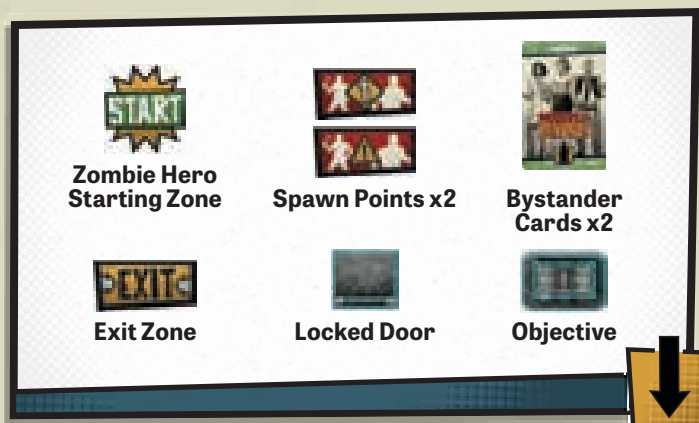 START
Zombie Hero
Starting Zone
Spawn Points x2
Bystander
Cards x2
EXIT
Exit Zone
Locked Door
Objective